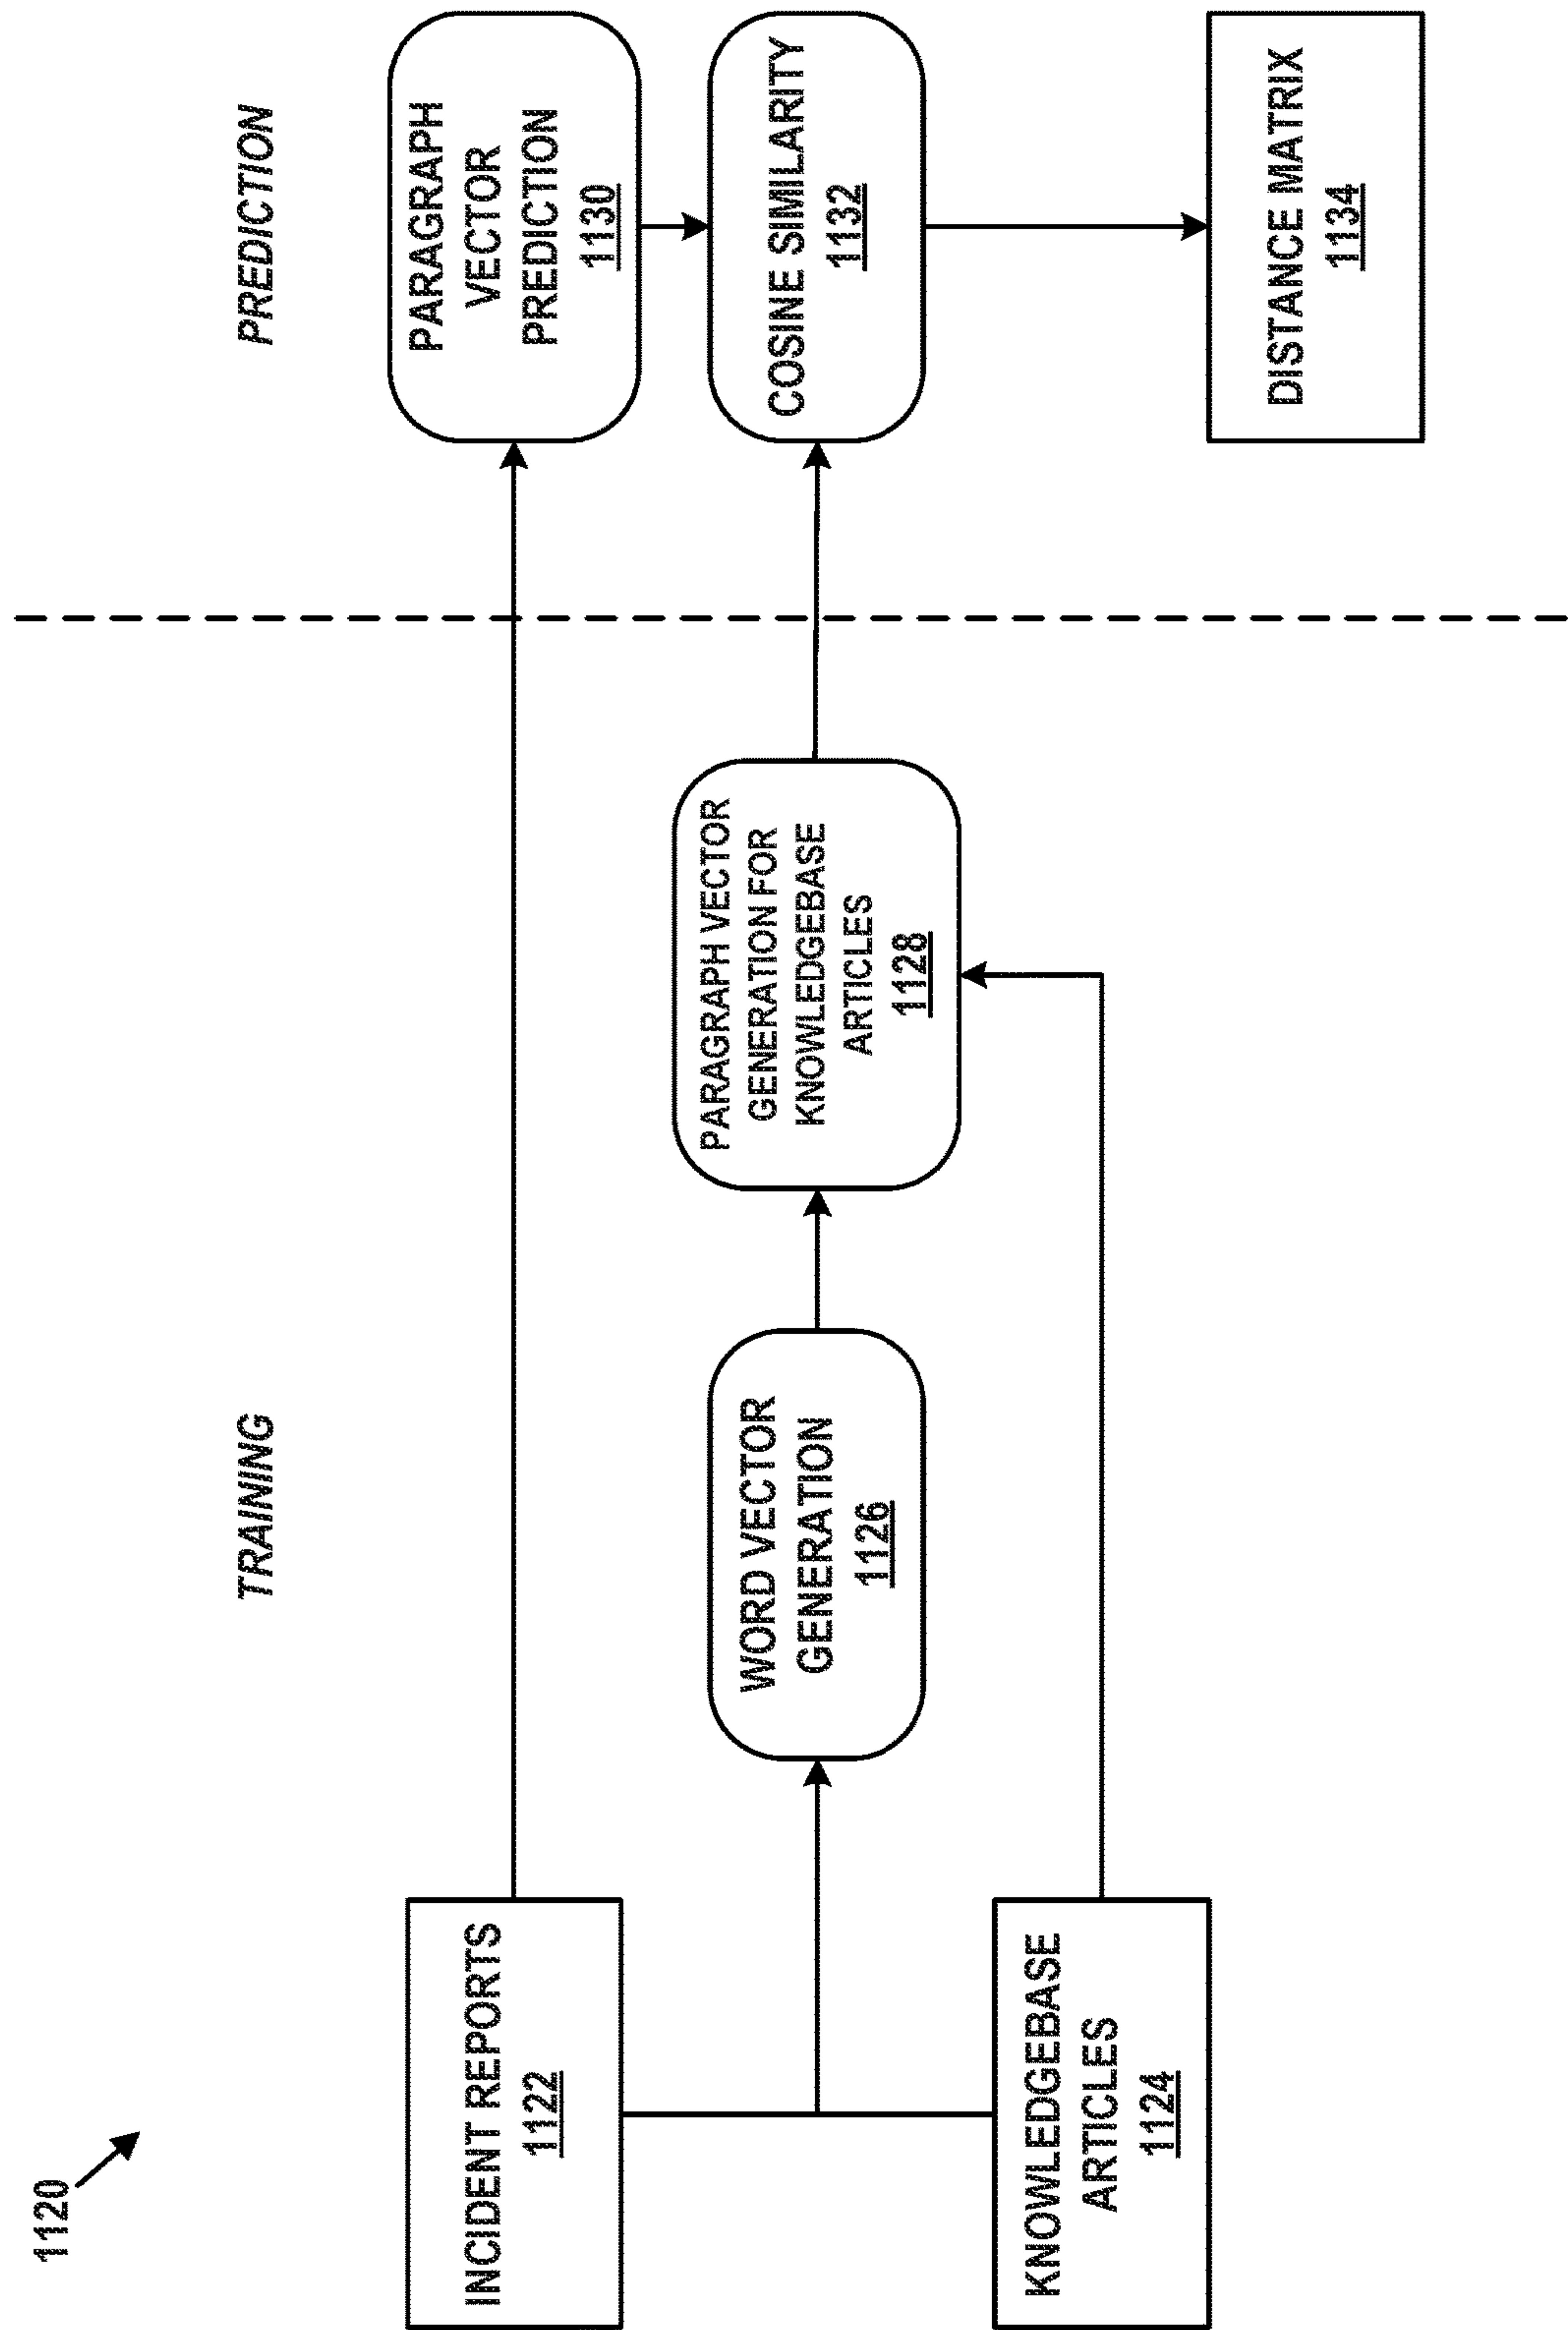 1120
TRAINING
PREDICTION
INCIDENT REPORTS
1122
PARAGRAPH
VECTOR
PREDICTION
1130
WORD VECTOR
GENERATION
1126
PARAGRAPH VECTOR
GENERATION FOR
KNOWLEDGEBASE
ARTICLES
1128
COSINE SIMILARITY
1132
KNOWLEDGEBASE
ARTICLES
1124
DISTANCE MATRIX
1134